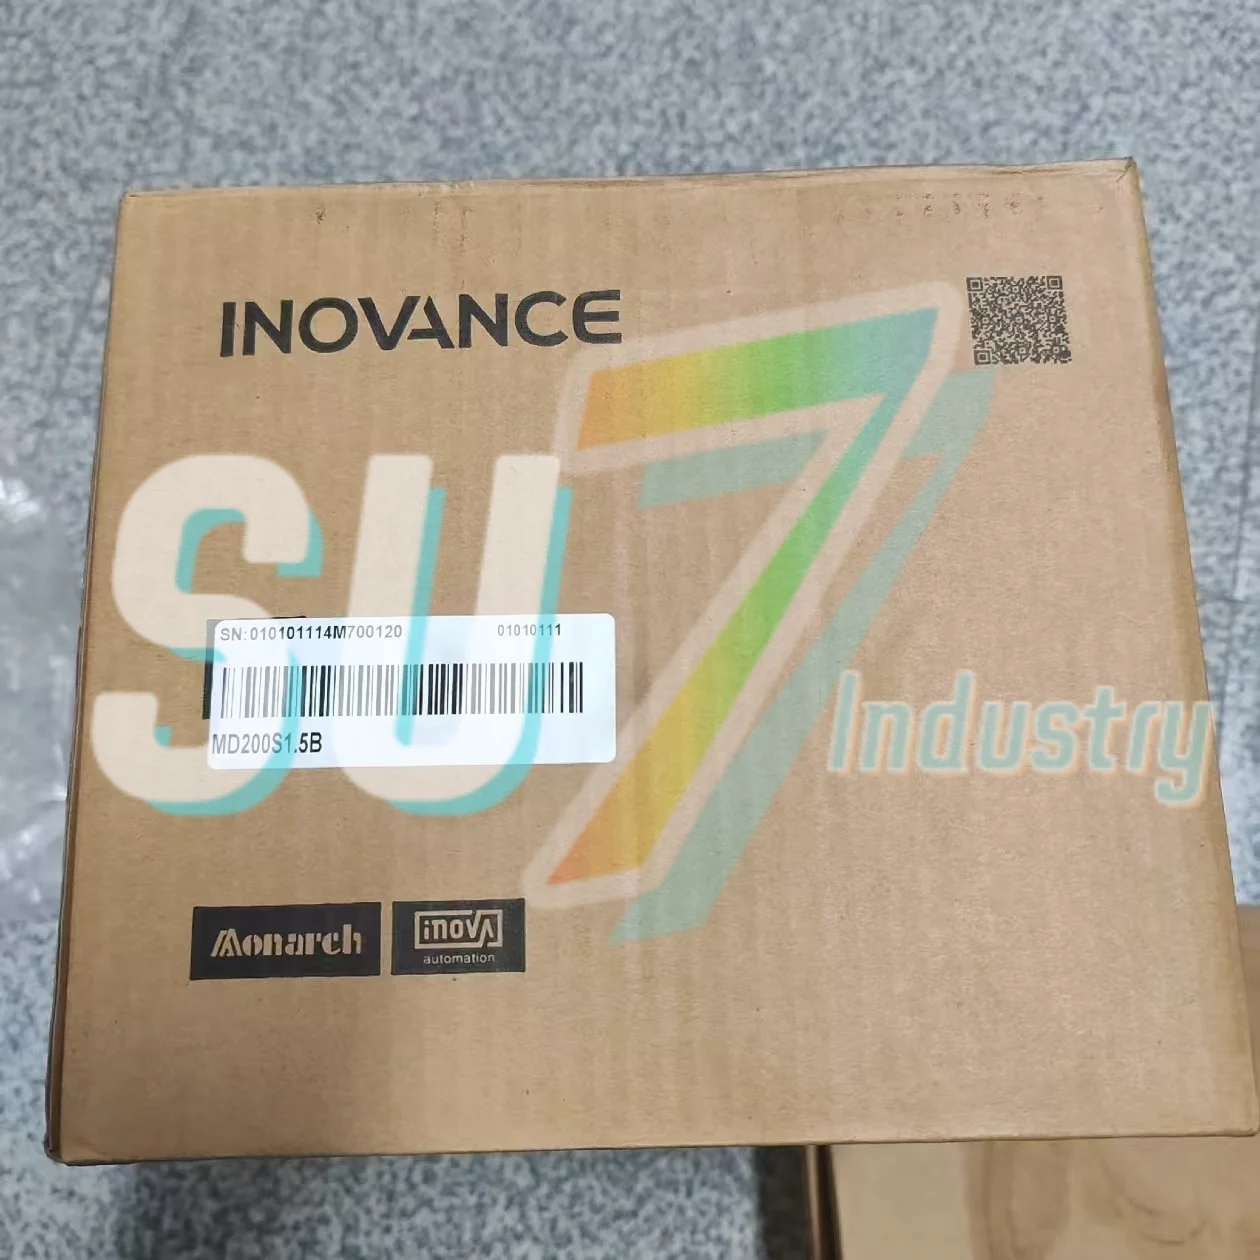 INOVANCE
SU7
Industry
SN:010101114M700120 01010111
MD200S1.5B
Monarch
inova
automation